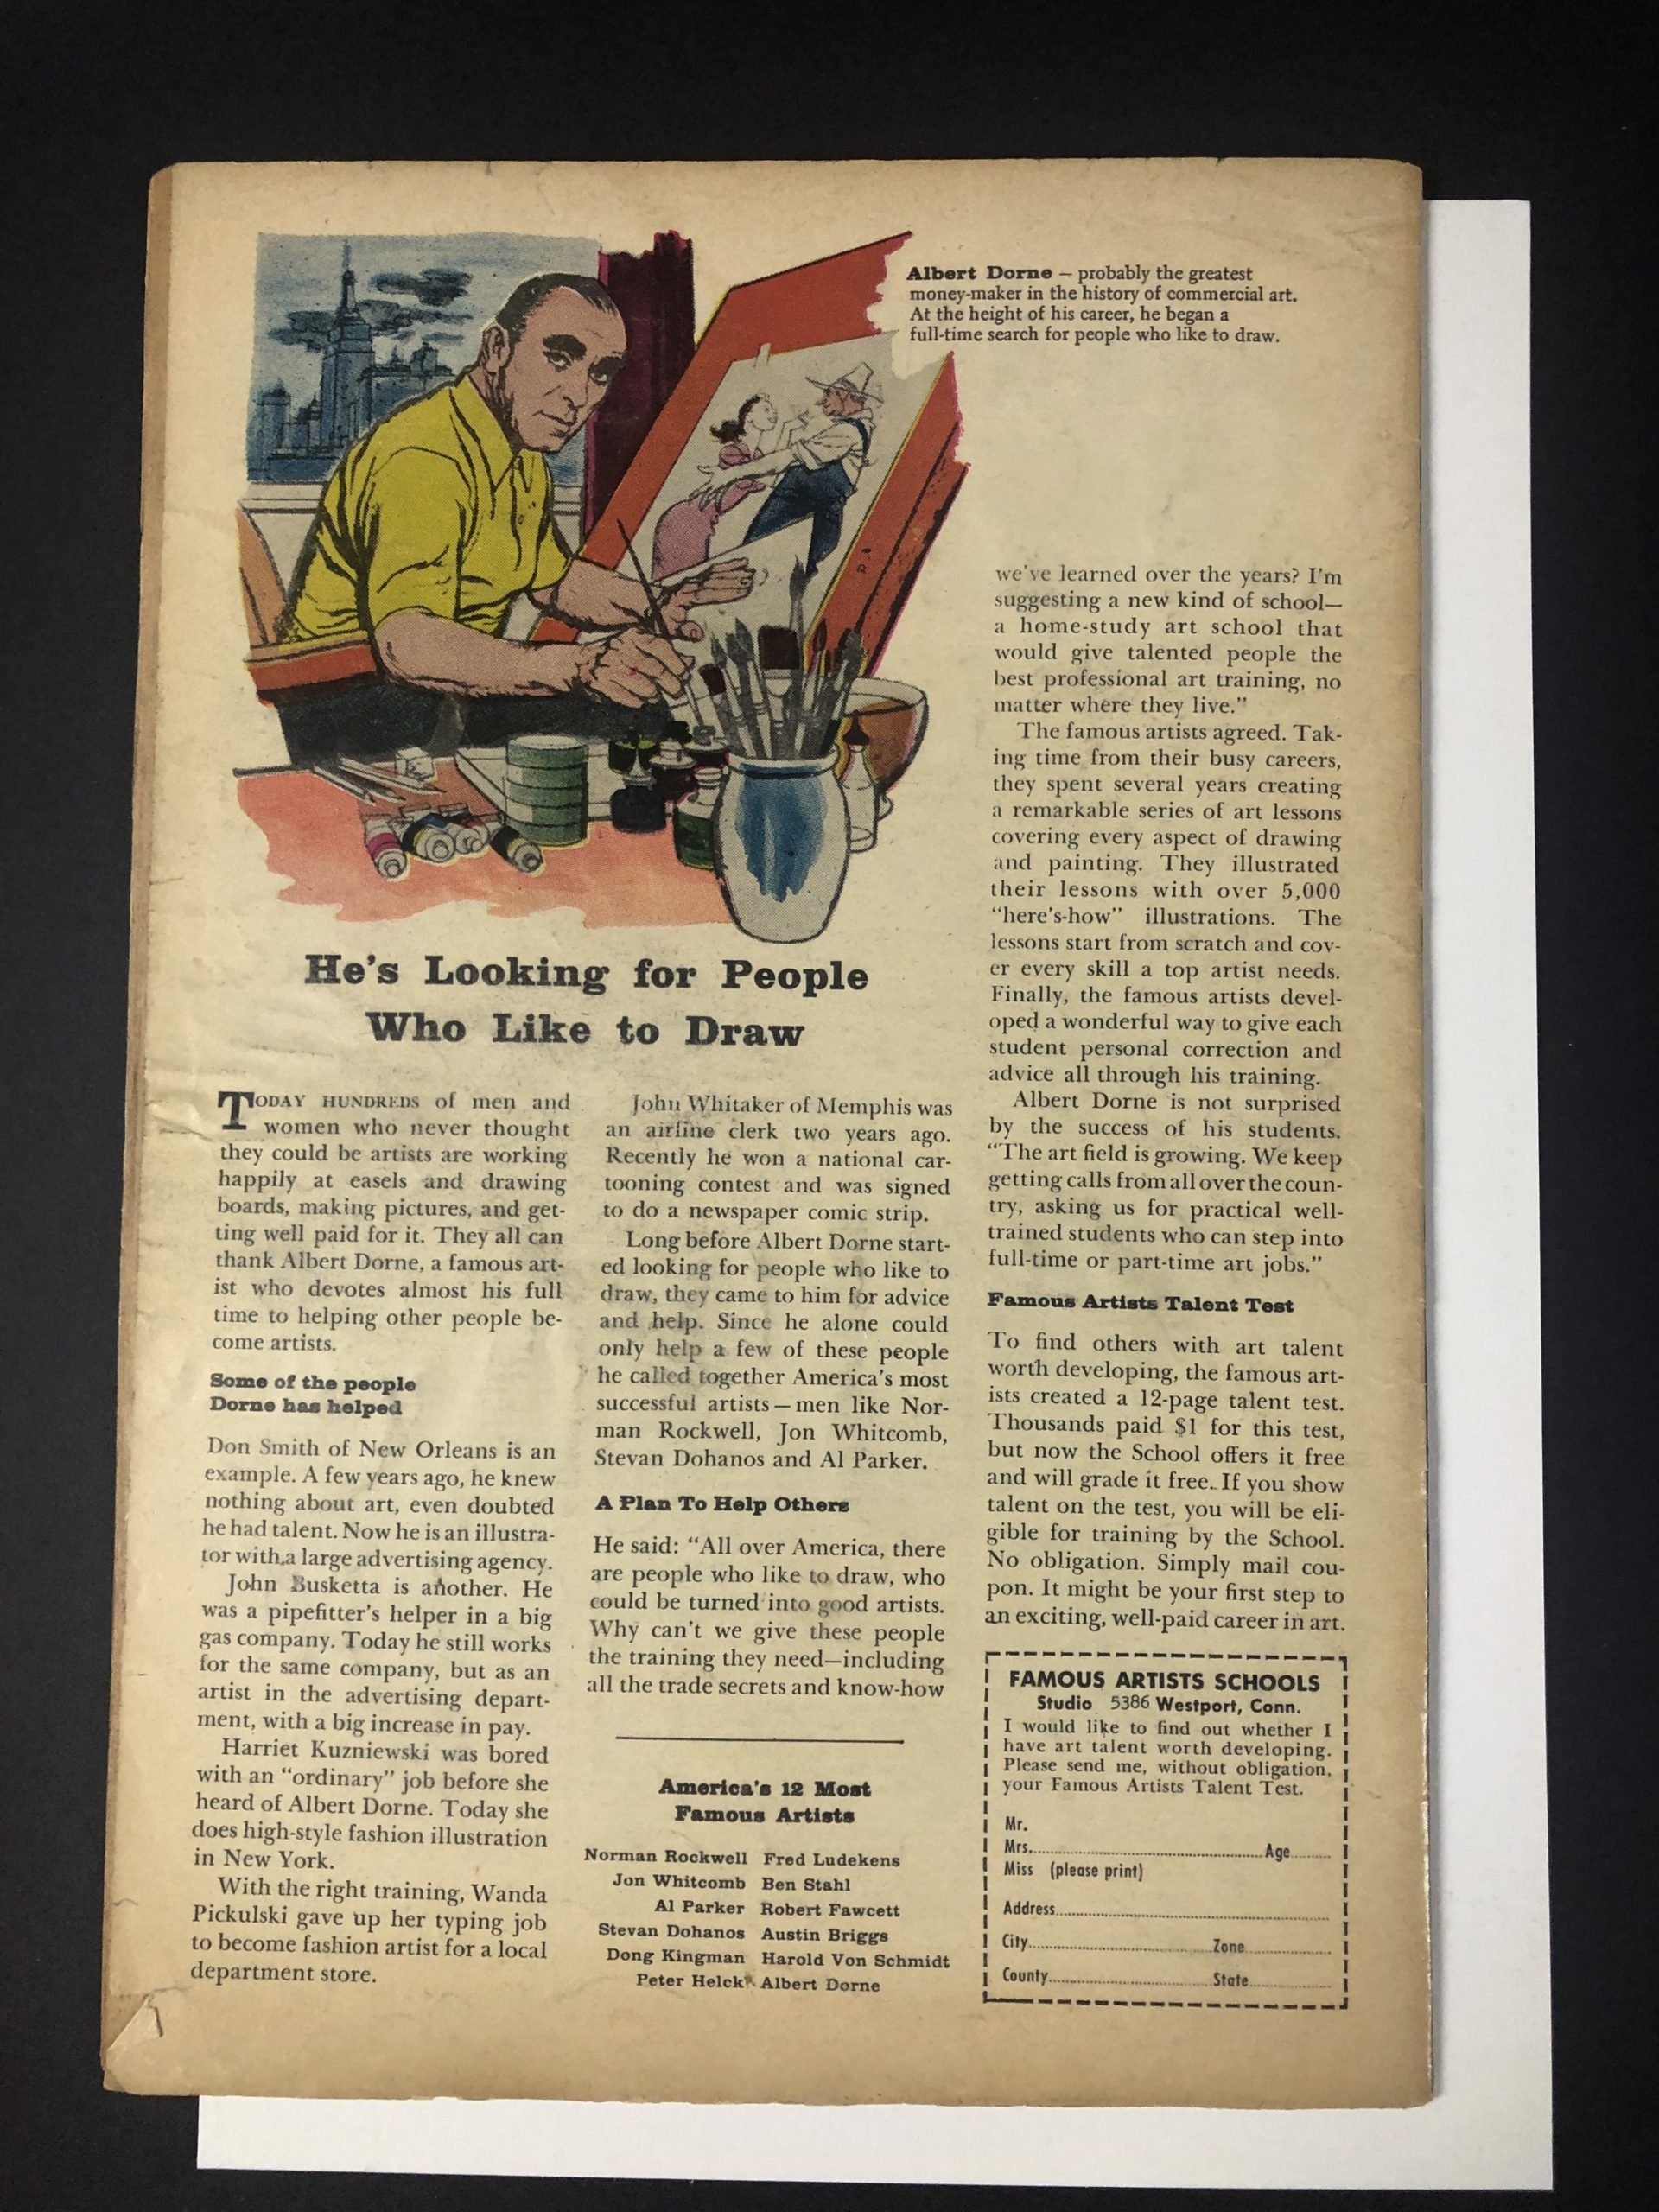 Albert Dorne – probably the greatest
money-maker in the history of commercial art.
At the height of his career, he began a
full-time search for people who like to draw.
He's Looking for People
Who Like to Draw
TODAY HUNDREDS of men and
women who never thought
they could be artists are working
happily at easels and drawing
boards, making pictures, and get-
ting well paid for it. They all can
thank Albert Dorne, a famous art-
ist who devotes almost his full
time to helping other people be-
come artists.
Some of the people
Dorne has helped
Don Smith of New Orleans is an
example. A few years ago, he knew
nothing about art, even doubted
he had talent. Now he is an illustra-
tor with a large advertising agency.
John Busketta is another. He
was a pipefitter's helper in a big
gas company. Today he still works
for the same company, but as an
artist in the advertising depart-
ment, with a big increase in pay.
Harriet Kuzniewski was bored
with an "ordinary" job before she
heard of Albert Dorne. Today she
does high-style fashion illustration
in New York.
With the right training, Wanda
Pickulski gave up her typing job
to become fashion artist for a local
department store.
John Whitaker of Memphis was
an airline clerk two years ago.
Recently he won a national car-
tooning contest and was signed
to do a newspaper comic strip.
Long before Albert Dorne start-
ed looking for people who like to
draw, they came to him for advice
and help. Since he alone could
only help a few of these people
he called together America's most
successful artists – men like Nor-
man Rockwell, Jon Whitcomb,
Stevan Dohanos and Al Parker.
A Plan To Help Others
He said: "All over America, there
are people who like to draw, who
could be turned into good artists.
Why can't we give these people
the training they need—including
all the trade secrets and know-how
America's 12 Most
Famous Artists
Norman Rockwell Fred Ludekens
Jon Whitcomb Ben Stahl
Al Parker Robert Fawcett
Stevan Dohanos Austin Briggs
Dong Kingman Harold Von Schmidt
Peter Helck Albert Dorne
we've learned over the years? I'm
suggesting a new kind of school—
a home-study art school that
would give talented people the
best professional art training, no
matter where they live."
The famous artists agreed. Tak-
ing time from their busy careers,
they spent several years creating
a remarkable series of art lessons
covering every aspect of drawing
and painting. They illustrated
their lessons with over 5,000
"here's-how" illustrations. The
lessons start from scratch and cov-
er every skill a top artist needs.
Finally, the famous artists devel-
oped a wonderful way to give each
student personal correction and
advice all through his training.
Albert Dorne is not surprised
by the success of his students.
"The art field is growing. We keep
getting calls from all over the coun-
try, asking us for practical well-
trained students who can step into
full-time or part-time art jobs."
Famous Artists Talent Test
To find others with art talent
worth developing, the famous art-
ists created a 12-page talent test.
Thousands paid $1 for this test,
but now the School offers it free
and will grade it free. If you show
talent on the test, you will be eli-
gible for training by the School.
No obligation. Simply mail cou-
pon. It might be your first step to
an exciting, well-paid career in art.
FAMOUS ARTISTS SCHOOLS
Studio 5386 Westport, Conn.
I would like to find out whether I
have art talent worth developing.
Please send me, without obligation,
your Famous Artists Talent Test.
Mr.
Mrs. Age
Miss (please print)
Address
City Zone
County State